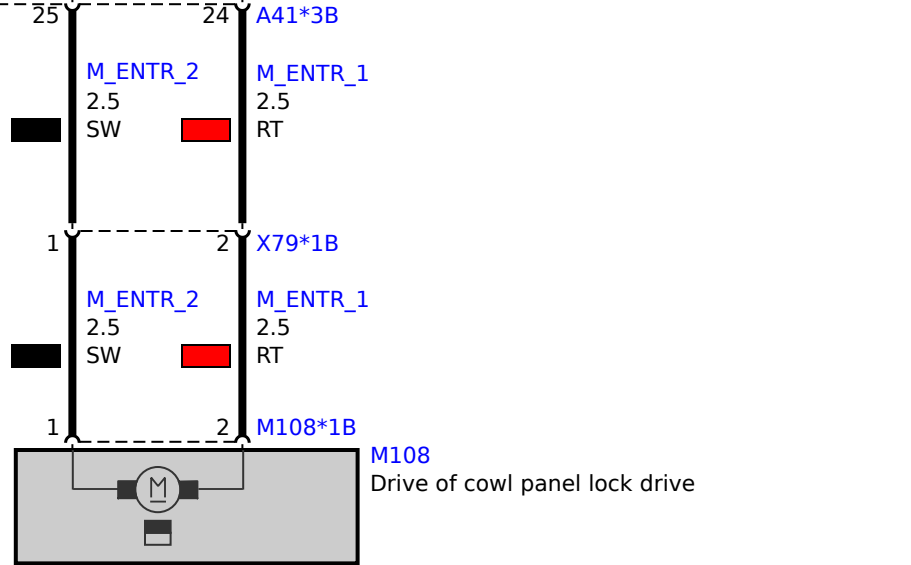 25 24 A41*3B
M_ENTR_2 M_ENTR_1
2.5 2.5
SW RT
1 2 X79*1B
M_ENTR_2 M_ENTR_1
2.5 2.5
SW RT
1 2 M108*1B
M108
Drive of cowl panel lock drive
M